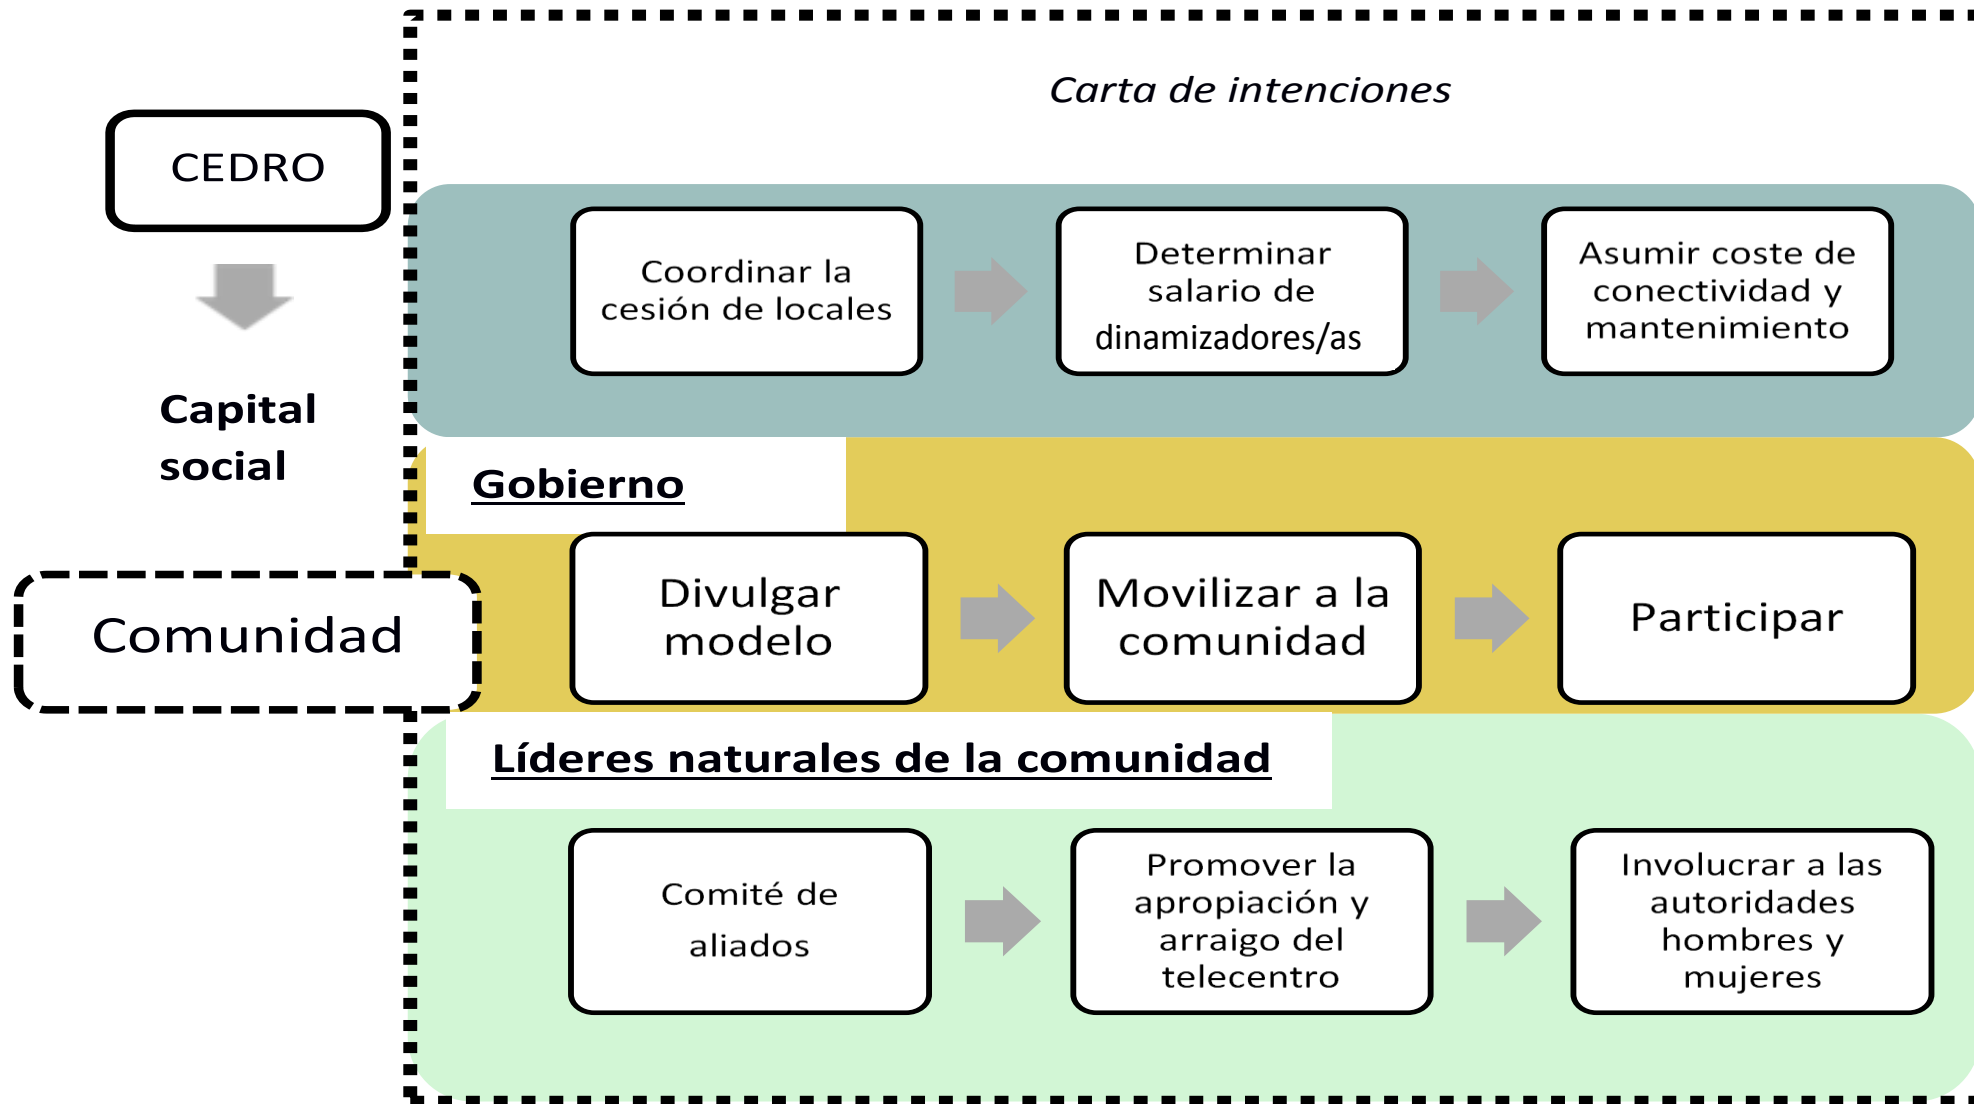 Carta de intenciones
CEDRO
Capital
social
Comunidad
Coordinar la
cesión de locales
Determinar
salario de
dinamizadores/as
Asumir coste de
conectividad y
mantenimiento
Gobierno
Divulgar
modelo
Movilizar a la
comunidad
Participar
Líderes naturales de la comunidad
Comité de
aliados
Promover la
apropiación y
arraigo del
telecentro
Involucrar a las
autoridades
hombres y
mujeres